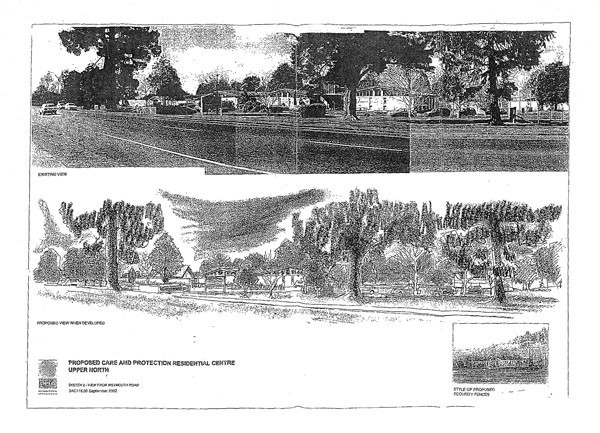 EXISTING VIEW
PROPOSED VIEW WHEN DEVELOPED
PROPOSED CARE AND PROTECTION RESIDENTIAL CENTRE
UPPER NORTH
SKETCH 2 - VIEW FROM WEYMOUTH ROAD
September
STYLE OF PROPOSED
SECURITY FENCES